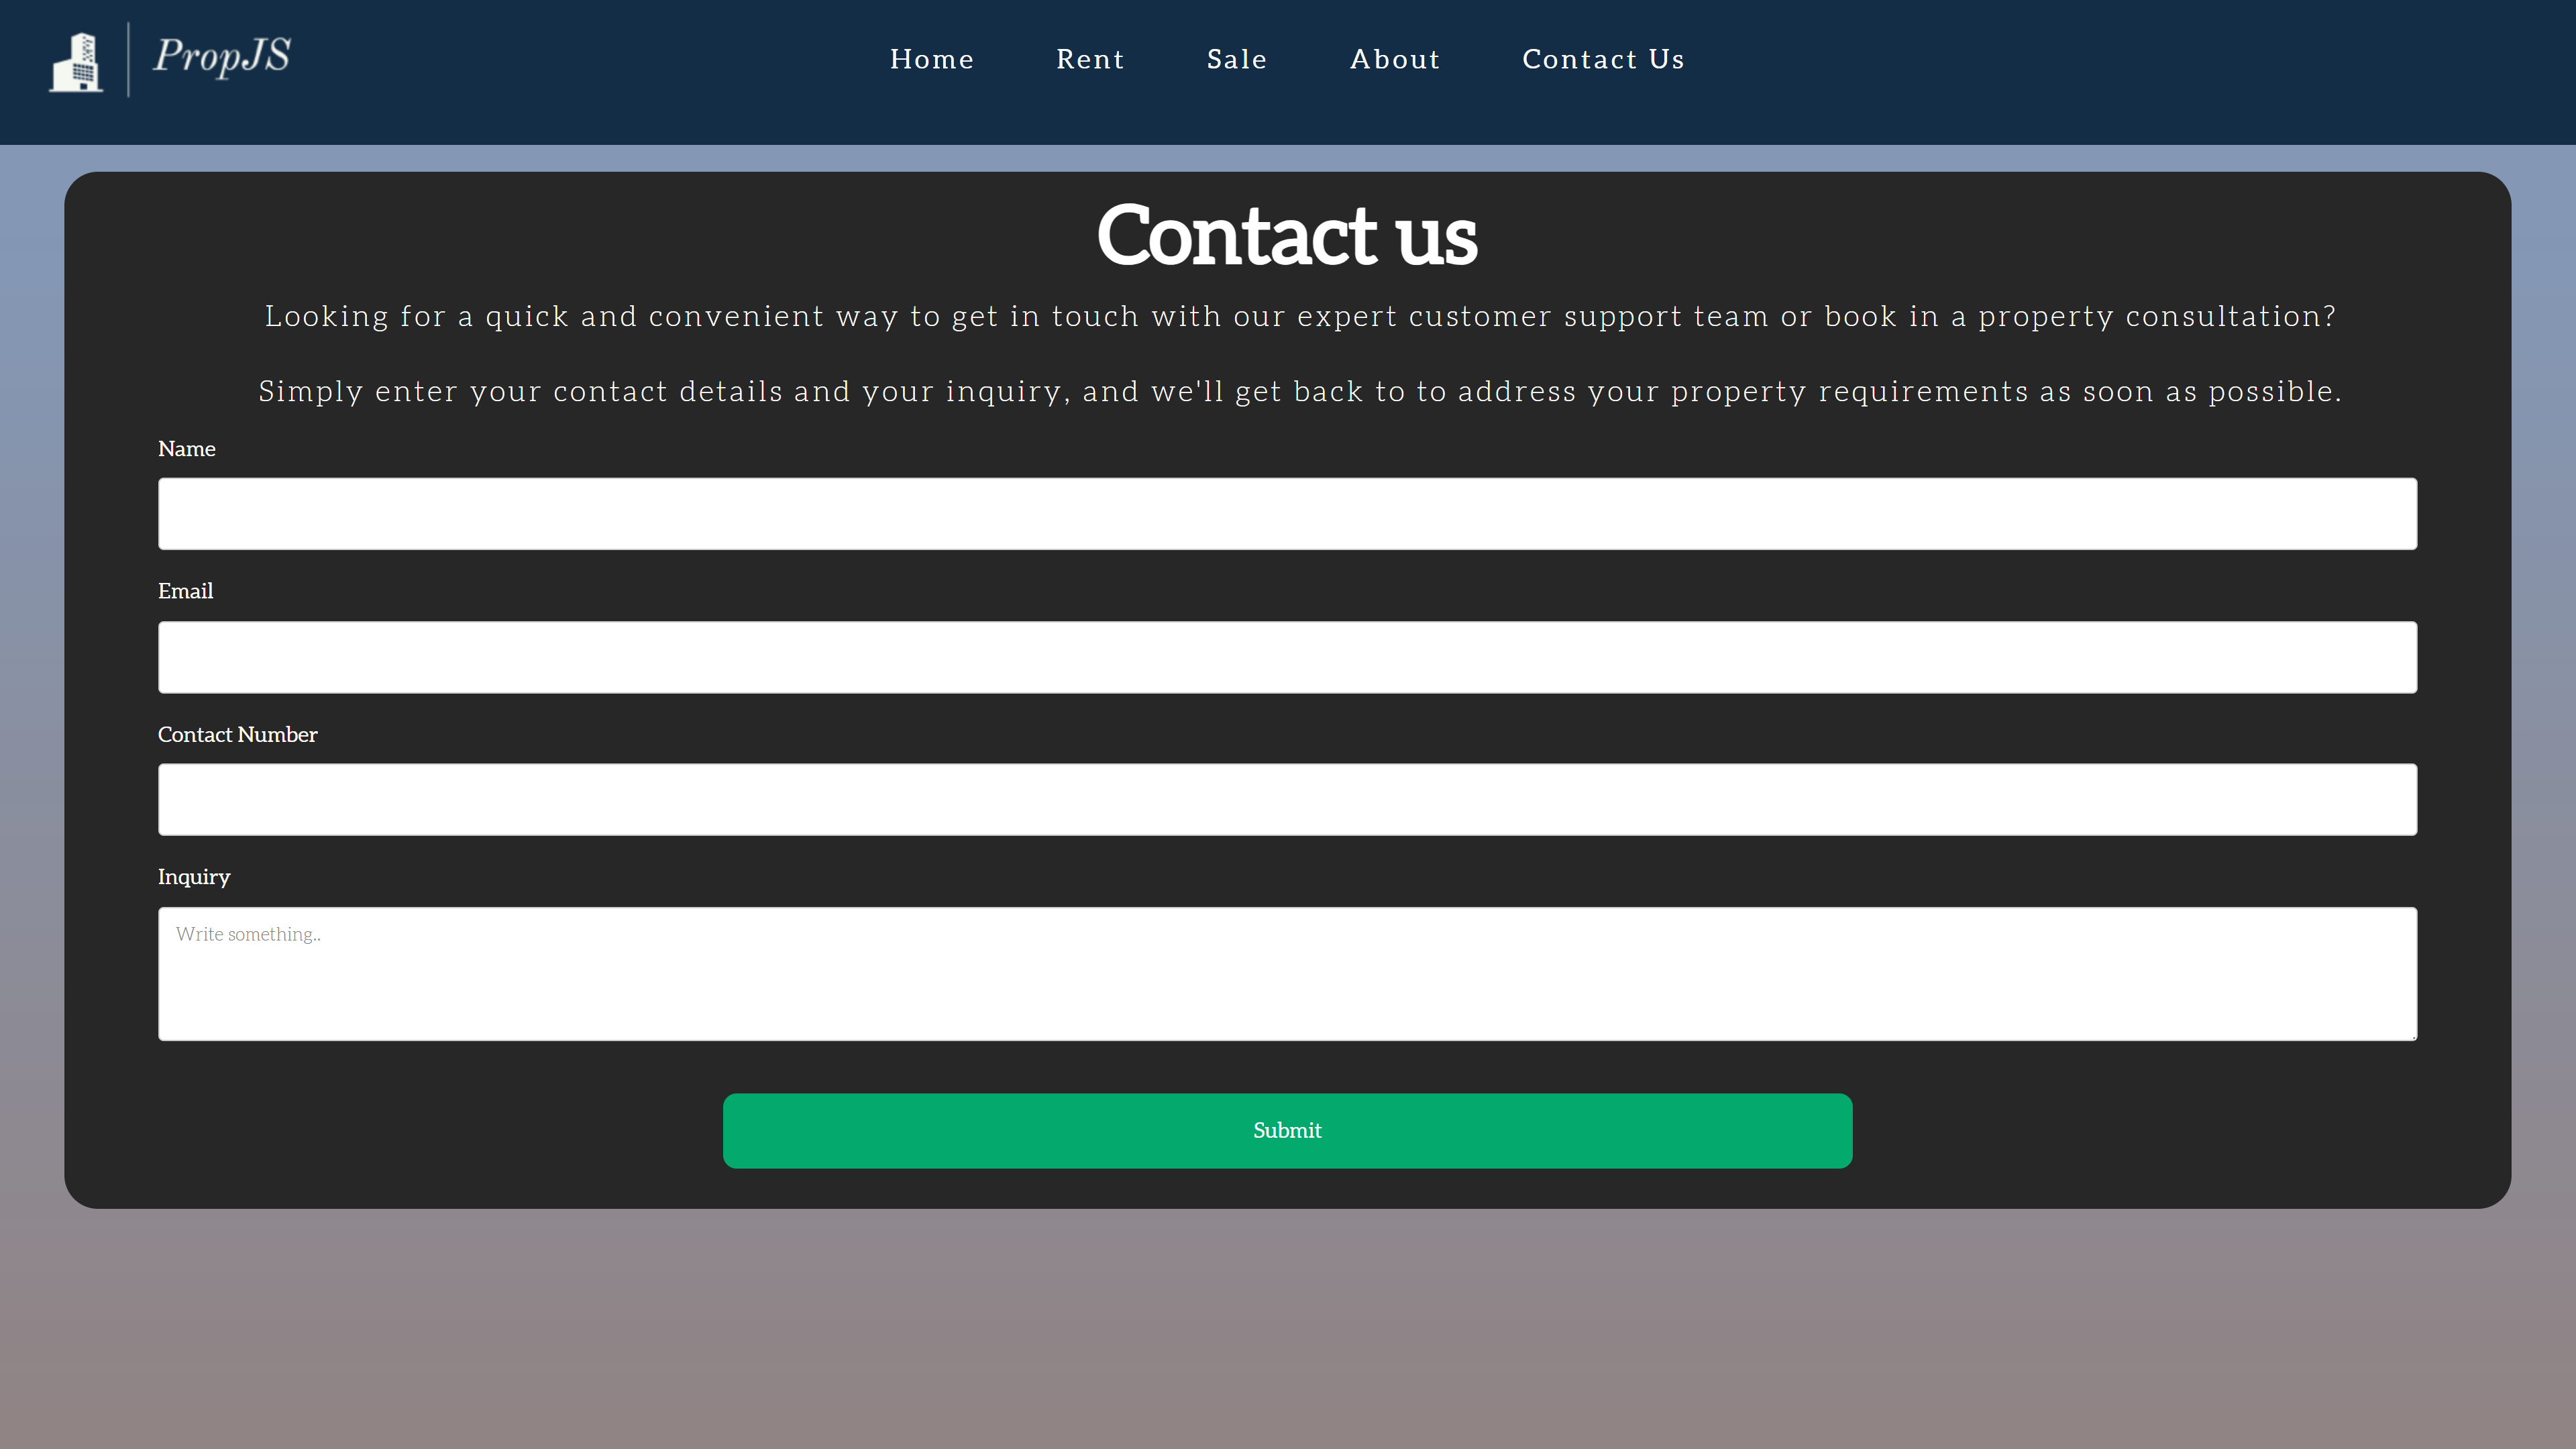 PropJS
Home Rent Sale About Contact Us
Contact us
Looking for a quick and convenient way to get in touch with our expert customer support team or book in a property consultation?
Simply enter your contact details and your inquiry, and we'll get back to to address your property requirements as soon as possible.
Name
Email
Contact Number
Inquiry
Write something..
Submit